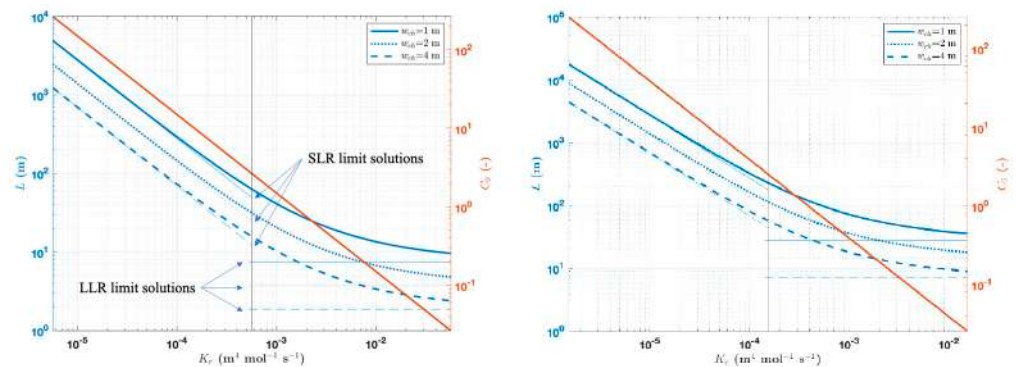 10^4
10^3
10^2
10^1
10^0
L (m)
10^-5
10^-4
10^-3
10^-2
K_r (m^4 mol^-1 s^-1)
10^2
10^1
10^0
10^-1
w_ch=1 m
w_ch=2 m
w_ch=4 m
SLR limit solutions
LLR limit solutions
10^5
10^4
10^3
10^2
10^1
10^0
L (m)
10^-5
10^-4
10^-3
10^-2
K_r (m^4 mol^-1 s^-1)
10^2
10^1
10^0
10^-1
w_ch=1 m
w_ch=2 m
w_ch=4 m